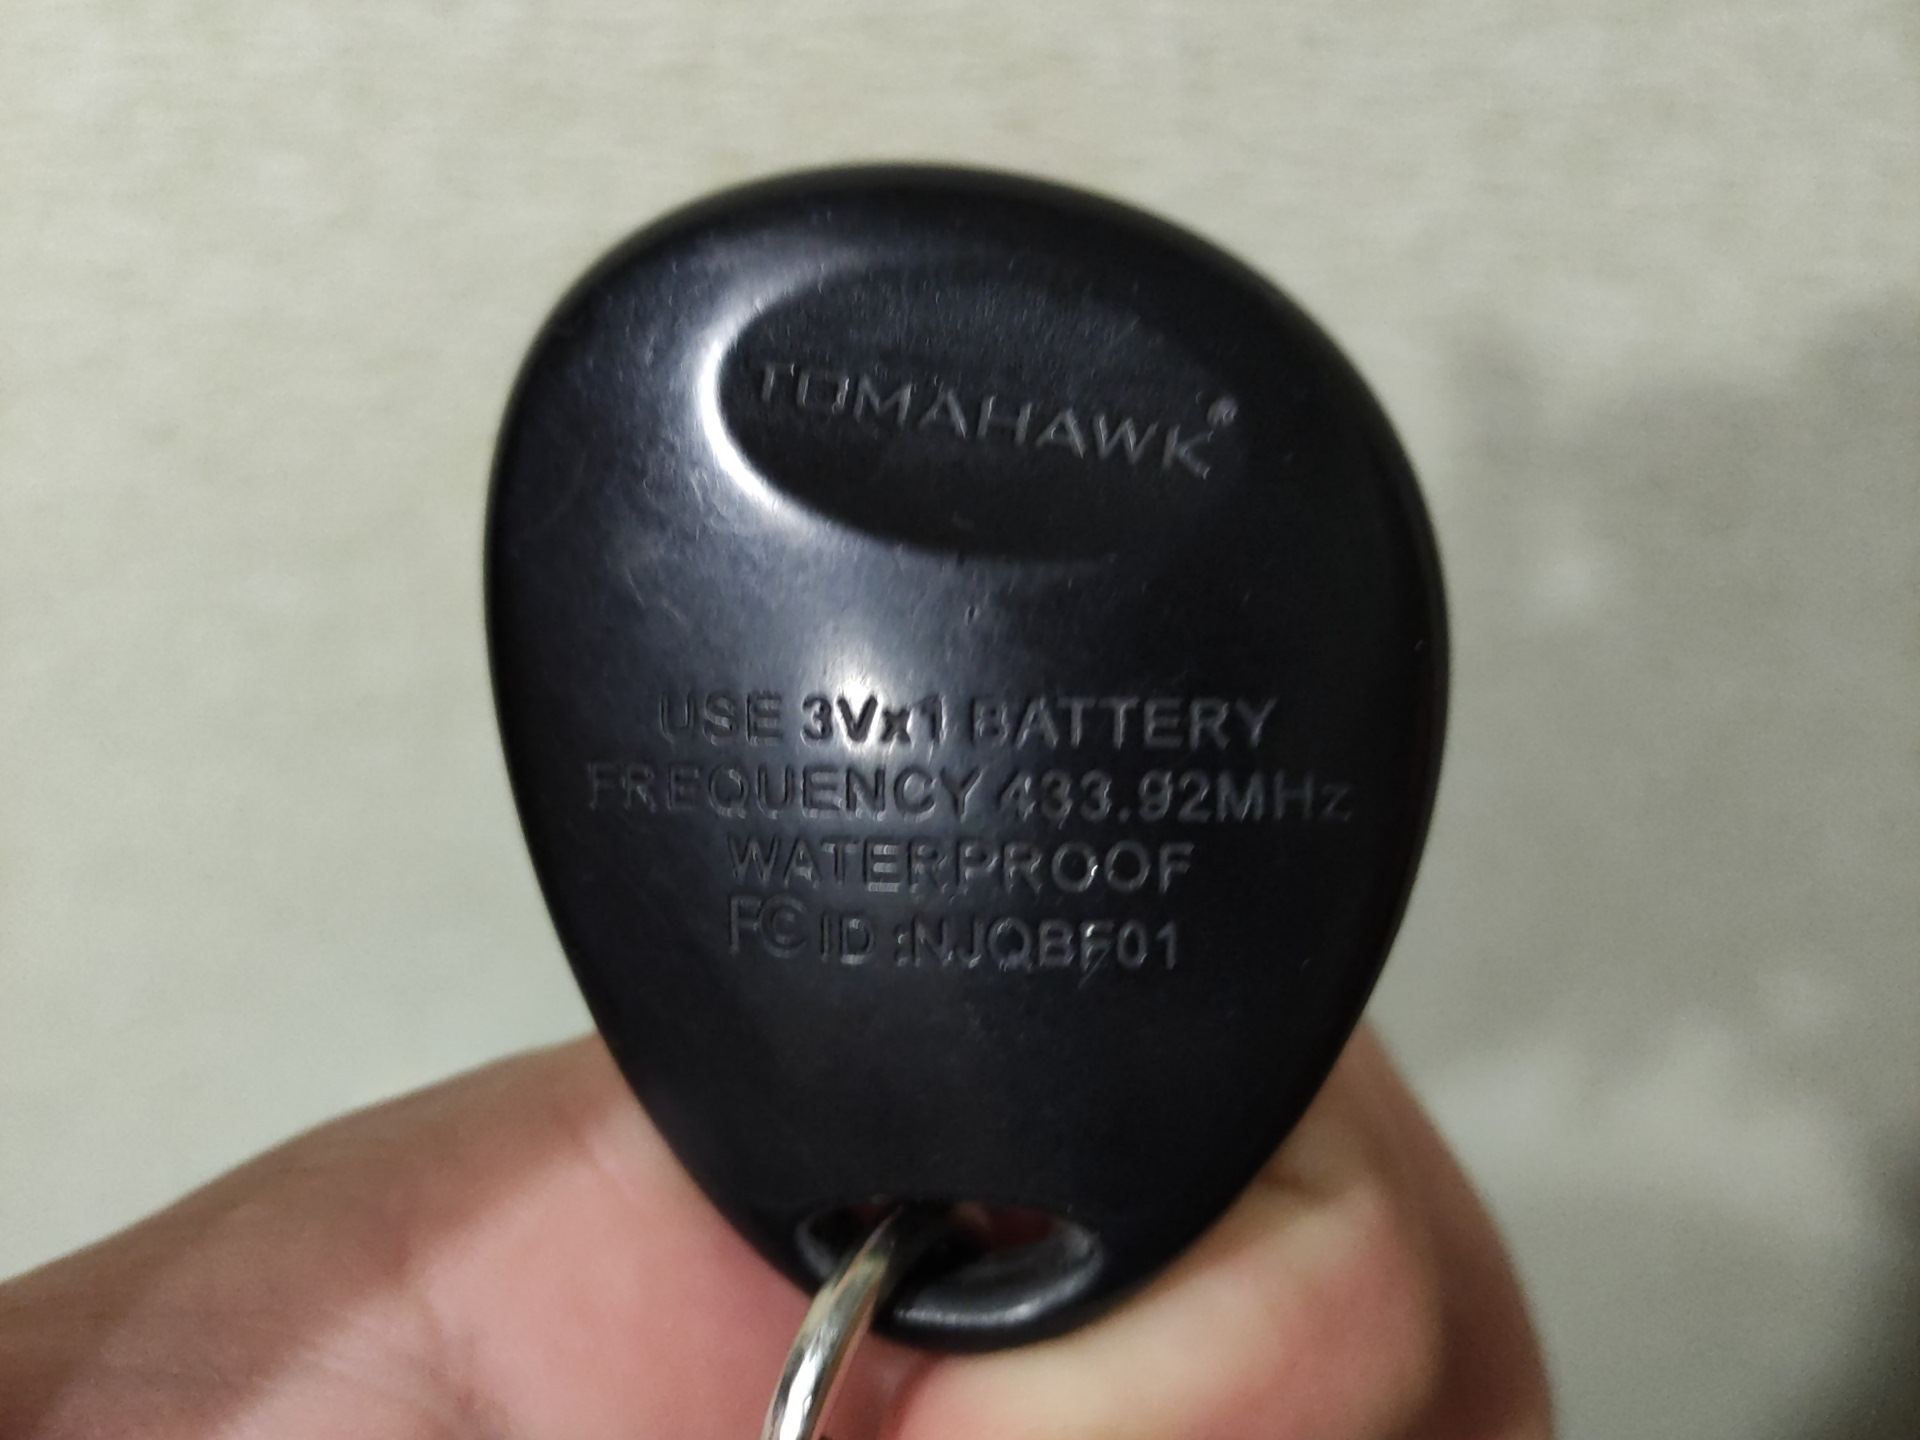 TOMAHAWK®
USE 3Vx1 BATTERY
FREQUENCY 433.92MHz
WATERPROOF
FC ID :NJQBF01